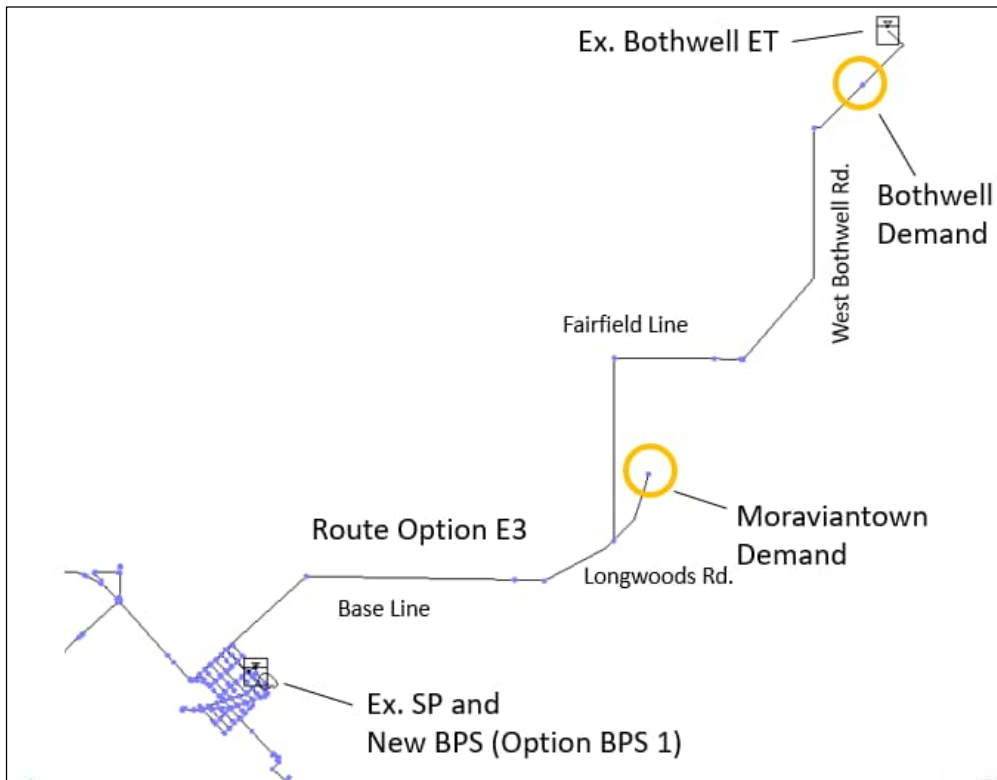 Ex. Bothwell ET
Bothwell
Demand
West Bothwell Rd.
Fairfield Line
Moraviantown
Demand
Route Option E3
Longwoods Rd.
Base Line
Ex. SP and
New BPS (Option BPS 1)